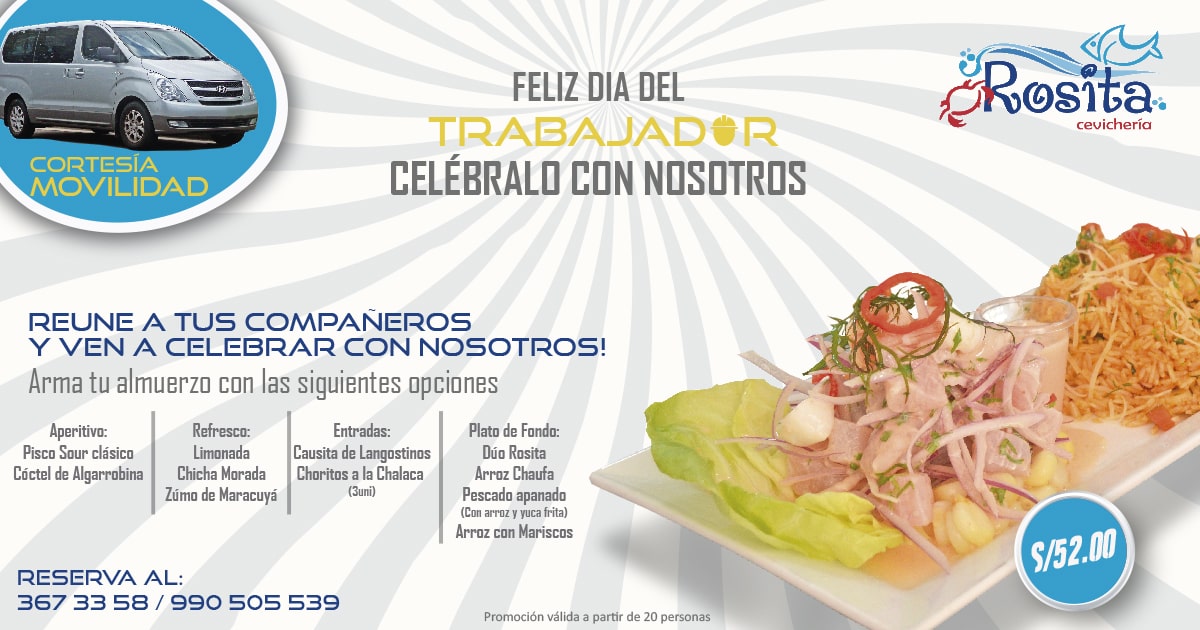 CORTESÍA
MOVILIDAD
FELIZ DIA DEL
TRABAJADOR
CELÉBRALO CON NOSOTROS
Rosita
cevichería
REUNE A TUS COMPAÑEROS
Y VEN A CELEBRAR CON NOSOTROS!
Arma tu almuerzo con las siguientes opciones
Aperitivo:
Pisco Sour clásico
Cóctel de Algarrobina
Refresco:
Limonada
Chicha Morada
Zúmo de Maracuyá
Entradas:
Causita de Langostinos
Choritos a la Chalaca
(3uni)
Plato de Fondo:
Dúo Rosita
Arroz Chaufa
Pescado apanado
(Con arroz y yuca frita)
Arroz con Mariscos
S/52.00
RESERVA AL:
367 33 58 / 990 505 539
Promoción válida a partir de 20 personas